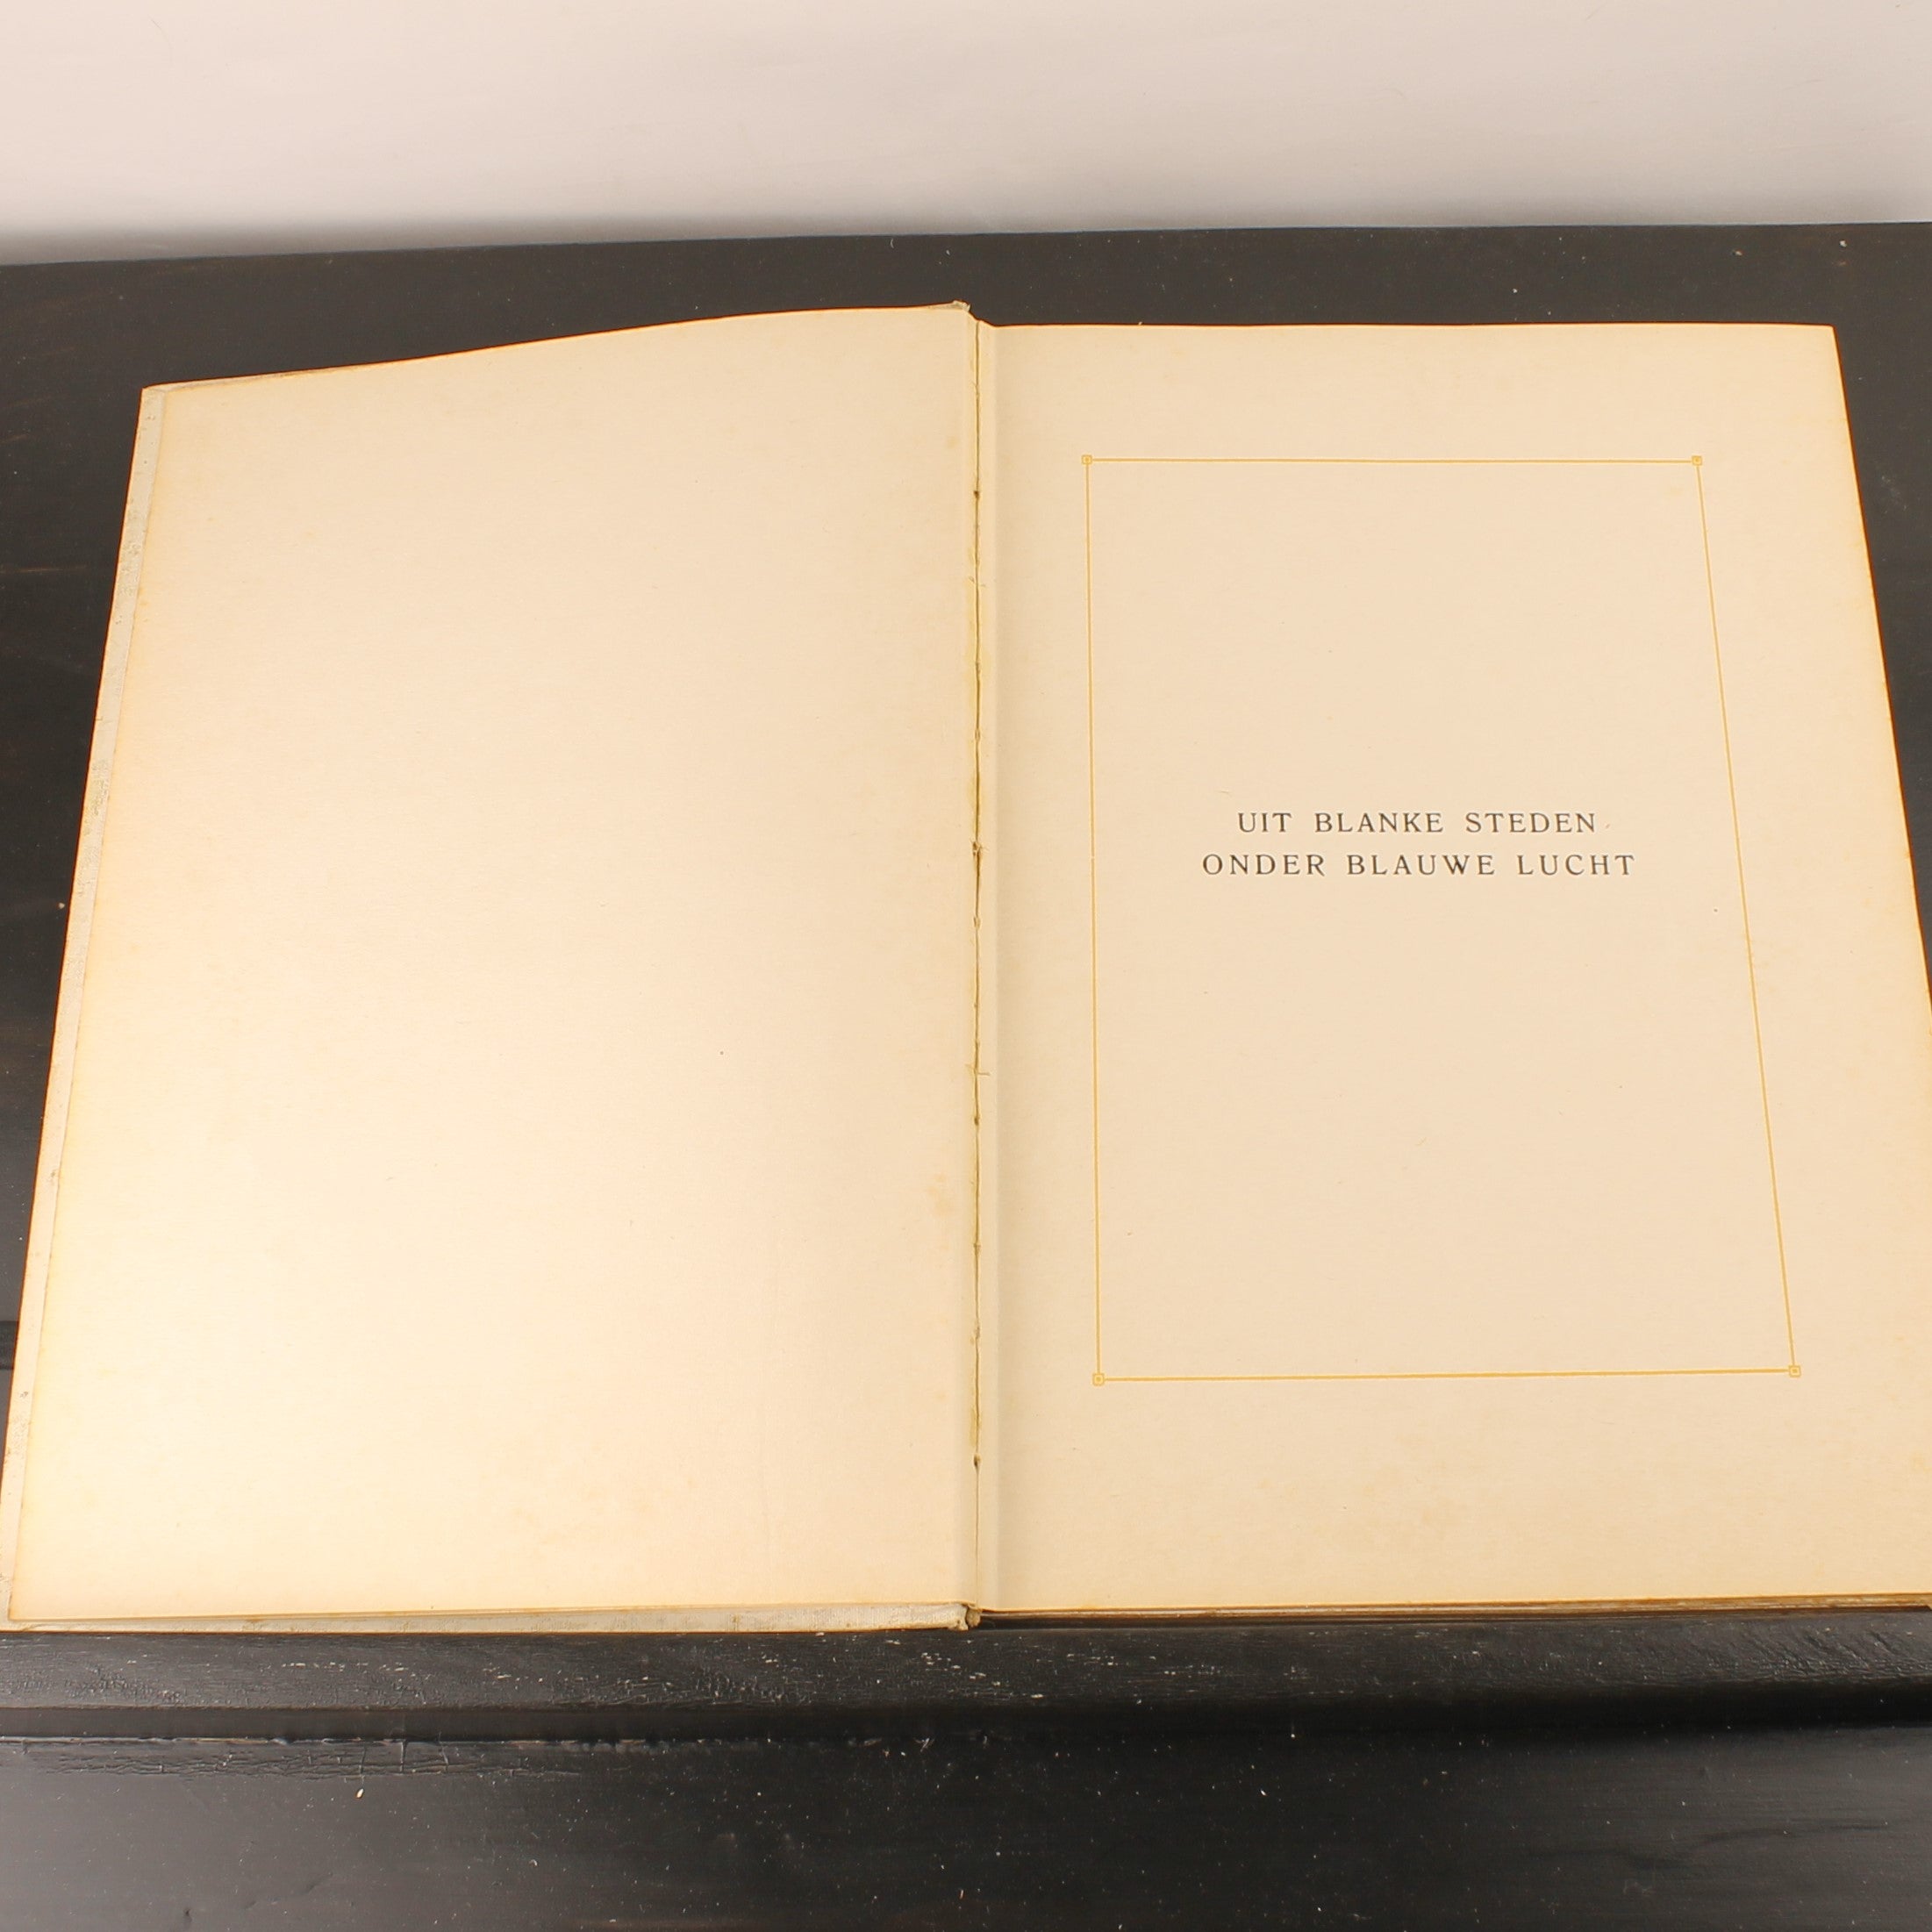 UIT BLANKE STEDEN
ONDER BLAUWE LUCHT